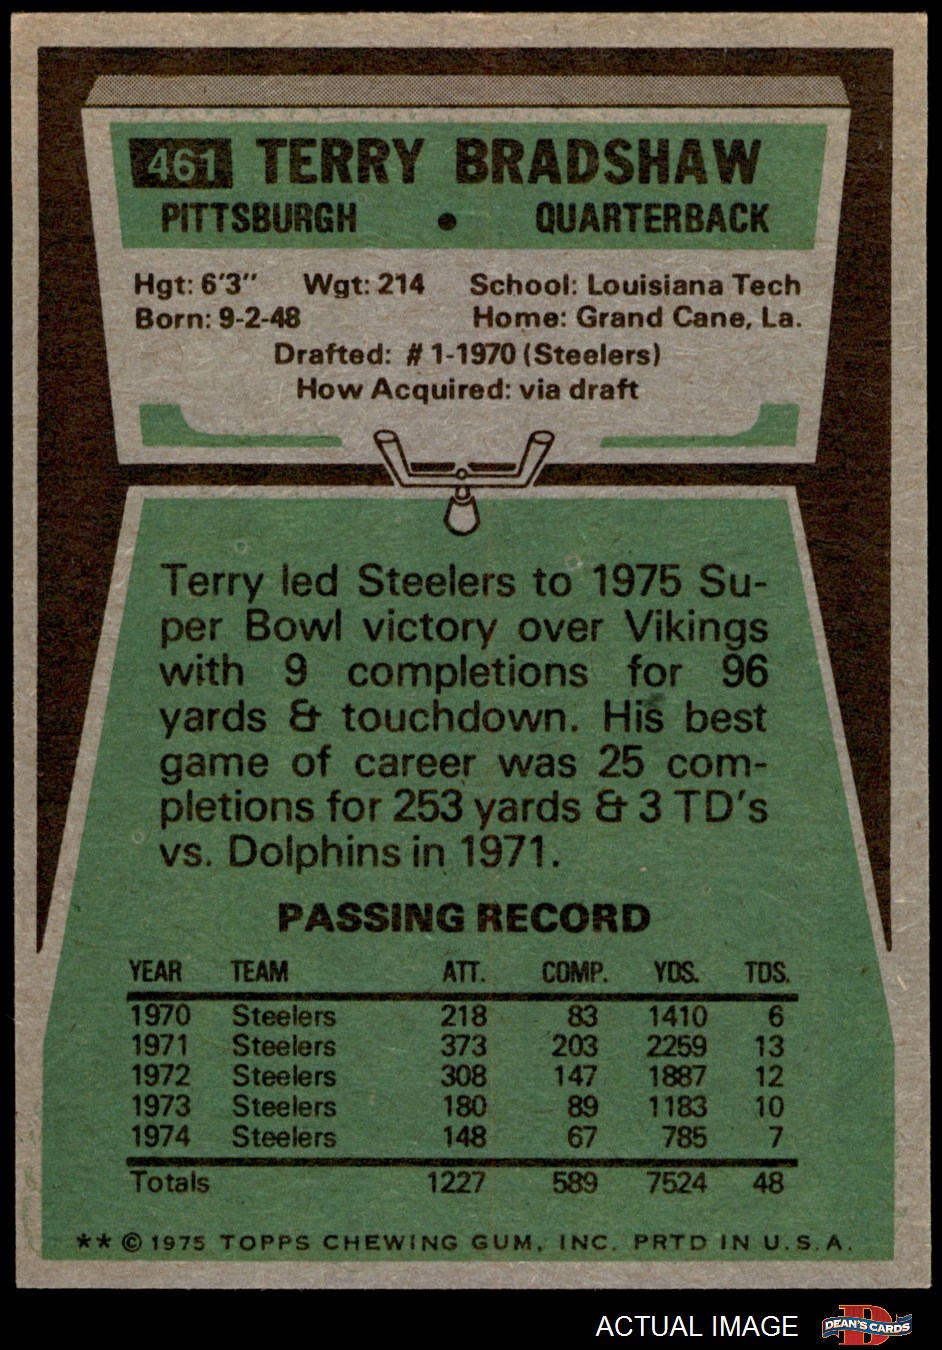 461 TERRY BRADSHAW
PITTSBURGH • QUARTERBACK
Hgt: 6'3" Wgt: 214 School: Louisiana Tech
Born: 9-2-48 Home: Grand Cane, La.
Drafted: # 1-1970 (Steelers)
How Acquired: via draft
Terry led Steelers to 1975 Su-
per Bowl victory over Vikings
with 9 completions for 96
yards & touchdown. His best
game of career was 25 com-
pletions for 253 yards & 3 TD's
vs. Dolphins in 1971.
PASSING RECORD
YEAR TEAM ATT. COMP. YDS. TDS.
1970 Steelers 218 83 1410 6
1971 Steelers 373 203 2259 13
1972 Steelers 308 147 1887 12
1973 Steelers 180 89 1183 10
1974 Steelers 148 67 785 7
Totals 1227 589 7524 48
** © 1975 TOPPS CHEWING GUM, INC. PRTD IN U.S.A.
ACTUAL IMAGE D DEAN'S CARDS